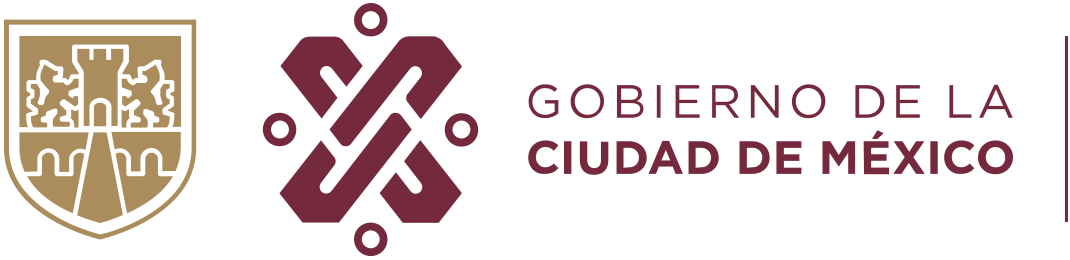 GOBIERNO DE LA
CIUDAD DE MÉXICO